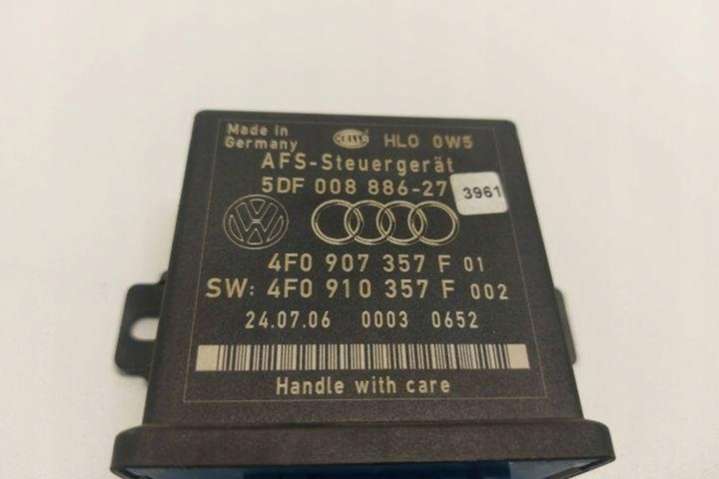 Made in
Germany
HELLA
HLO 0W5
AFS-Steuergerät
5DF 008 886-27
3961
4F0 907 357 F 01
SW: 4F0 910 357 F 002
24.07.06 0003 0652
Handle with care